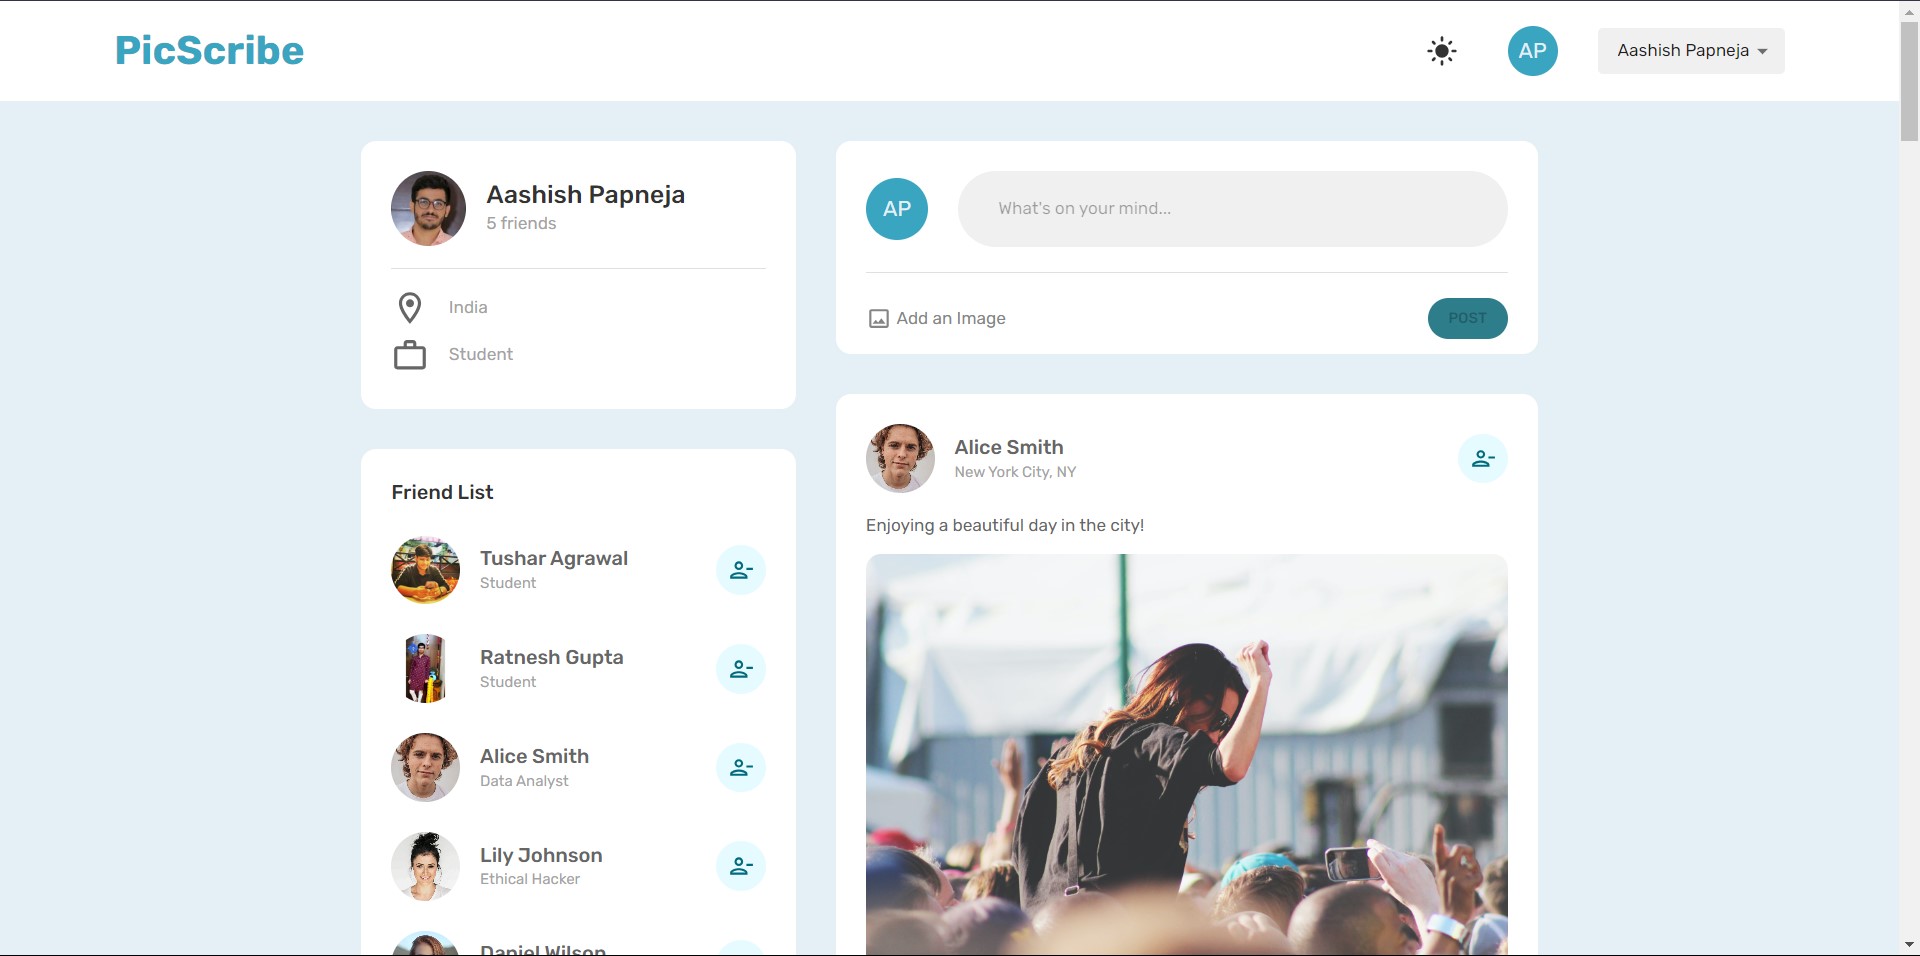 PicScribe
AP
Aashish Papneja
Aashish Papneja
5 friends
India
Student
Friend List
Tushar Agrawal
Student
Ratnesh Gupta
Student
Alice Smith
Data Analyst
Lily Johnson
Ethical Hacker
Daniel Wilson
AP
What's on your mind...
Add an Image
POST
Alice Smith
New York City, NY
Enjoying a beautiful day in the city!